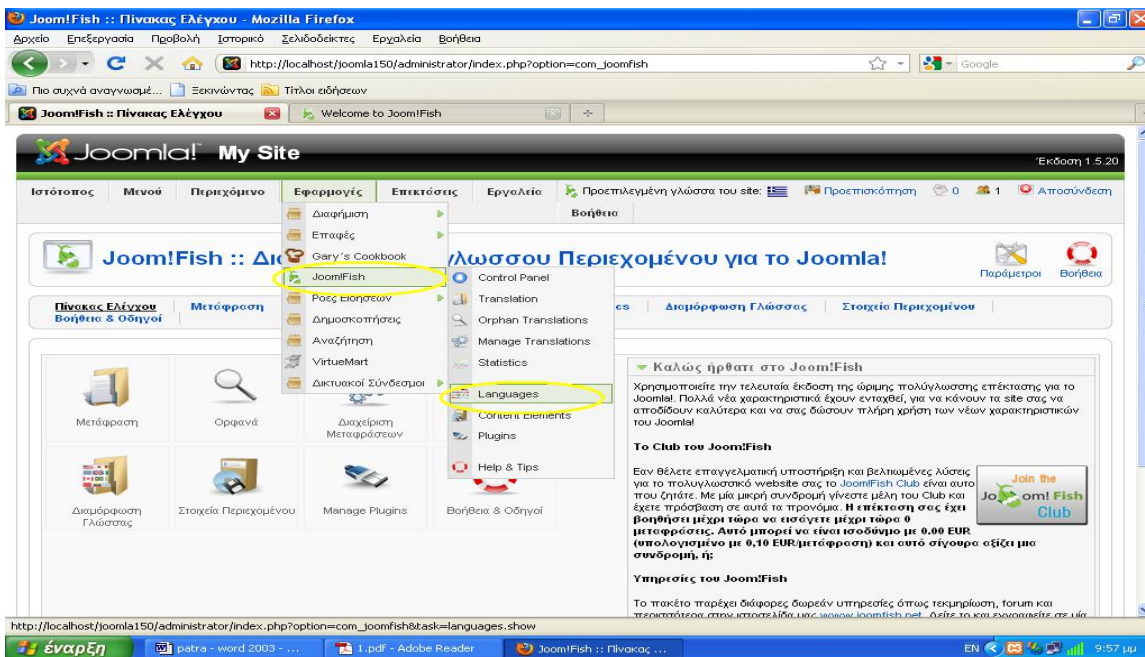 Joom!Fish :: Πίνακας Ελέγχου - Mozilla Firefox
Αρχείο Επεξεργασία Προβολή Ιστορικό Σελιδοδείκτες Εργαλεία Βοήθεια
http://localhost/joomla150/administrator/index.php?option=com_joomfish
Google
Πιο συχνά αναγνωσμέ... Ξεκινώντας Τίτλοι ειδήσεων
Joom!Fish :: Πίνακας Ελέγχου Welcome to Joom!Fish
Joomla! My Site
Έκδοση 1.5.20
Ιστότοπος Μενού Περιεχόμενο Εφαρμογές Επεκτάσεις Εργαλεία Προεπιλεγμένη γλώσσα του site: Προεπισκόπηση 0 1 Αποσύνδεση
Βοήθεια
Διαφήμιση
Επαφές
Gary's Cookbook
Joom!Fish
Ροές Ειδήσεων
Δημοσκοπήσεις
Αναζήτηση
VirtueMart
Δικτυακοί Σύνδεσμοι
Control Panel
Translation
Orphan Translations
Manage Translations
Statistics
Languages
Content Elements
Plugins
Help & Tips
Joom!Fish :: Δι γλωσσου Περιεχομένου για το Joomla!
Παράμετροι Βοήθεια
Πίνακας Ελέγχου Μετάφραση cs Διαμόρφωση Γλώσσας Στοιχεία Περιεχομένου
Βοήθεια & Οδηγοί
Μετάφραση Ορφανά Διαχείριση Μεταφράσεων
Διαμόρφωση Γλώσσας Στοιχεία Περιεχομένου Manage Plugins Βοήθεια & Οδηγοί
Καλώς ήρθατε στο Joom!Fish
Χρησιμοποιείτε την τελευταία έκδοση της ώριμης πολύγλωσσης επέκτασης για το
Joomla!. Πολλά νέα χαρακτηριστικά έχουν ενταχθεί, για να κάνουν τα site σας να
αποδίδουν καλύτερα και να σας δώσουν πλήρη χρήση των νέων χαρακτηριστικών
του Joomla!
Το Club του Joom!Fish
Εαν θέλετε επαγγελματική υποστήριξη και βελτιωμένες λύσεις
για το πολυγλωσσικό website σας το Joom!Fish Club είναι αυτο
που ζητάτε. Με μία μικρή συνδρομή γίνεστε μέλη του Club και
έχετε πρόσβαση σε αυτά τα προνόμια. Η επέκταση σας έχει
βοηθήσει μέχρι τώρα να εισάγετε μέχρι τώρα 0
μεταφράσεις. Αυτό μπορεί να είναι ισοδύνμο με 0.00 EUR
(υπολογισμένο με 0,10 EUR/μετάφραση) και αυτό σίγουρα αξίζει μια
συνδρομή, ή;
Join the
Joom! Fish
Club
Υπηρεσίες του Joom!Fish
Το πακέτο παρέχει διάφορες δωρεάν υπηρεσίες όπως τεκμηρίωση, forum και
http://localhost/joomla150/administrator/index.php?option=com_joomfish&task=languages.show
έναρξη patra - word 2003 - ... 1.pdf - Adobe Reader Joom!Fish :: Πίνακας ... EN 9:57 μμ